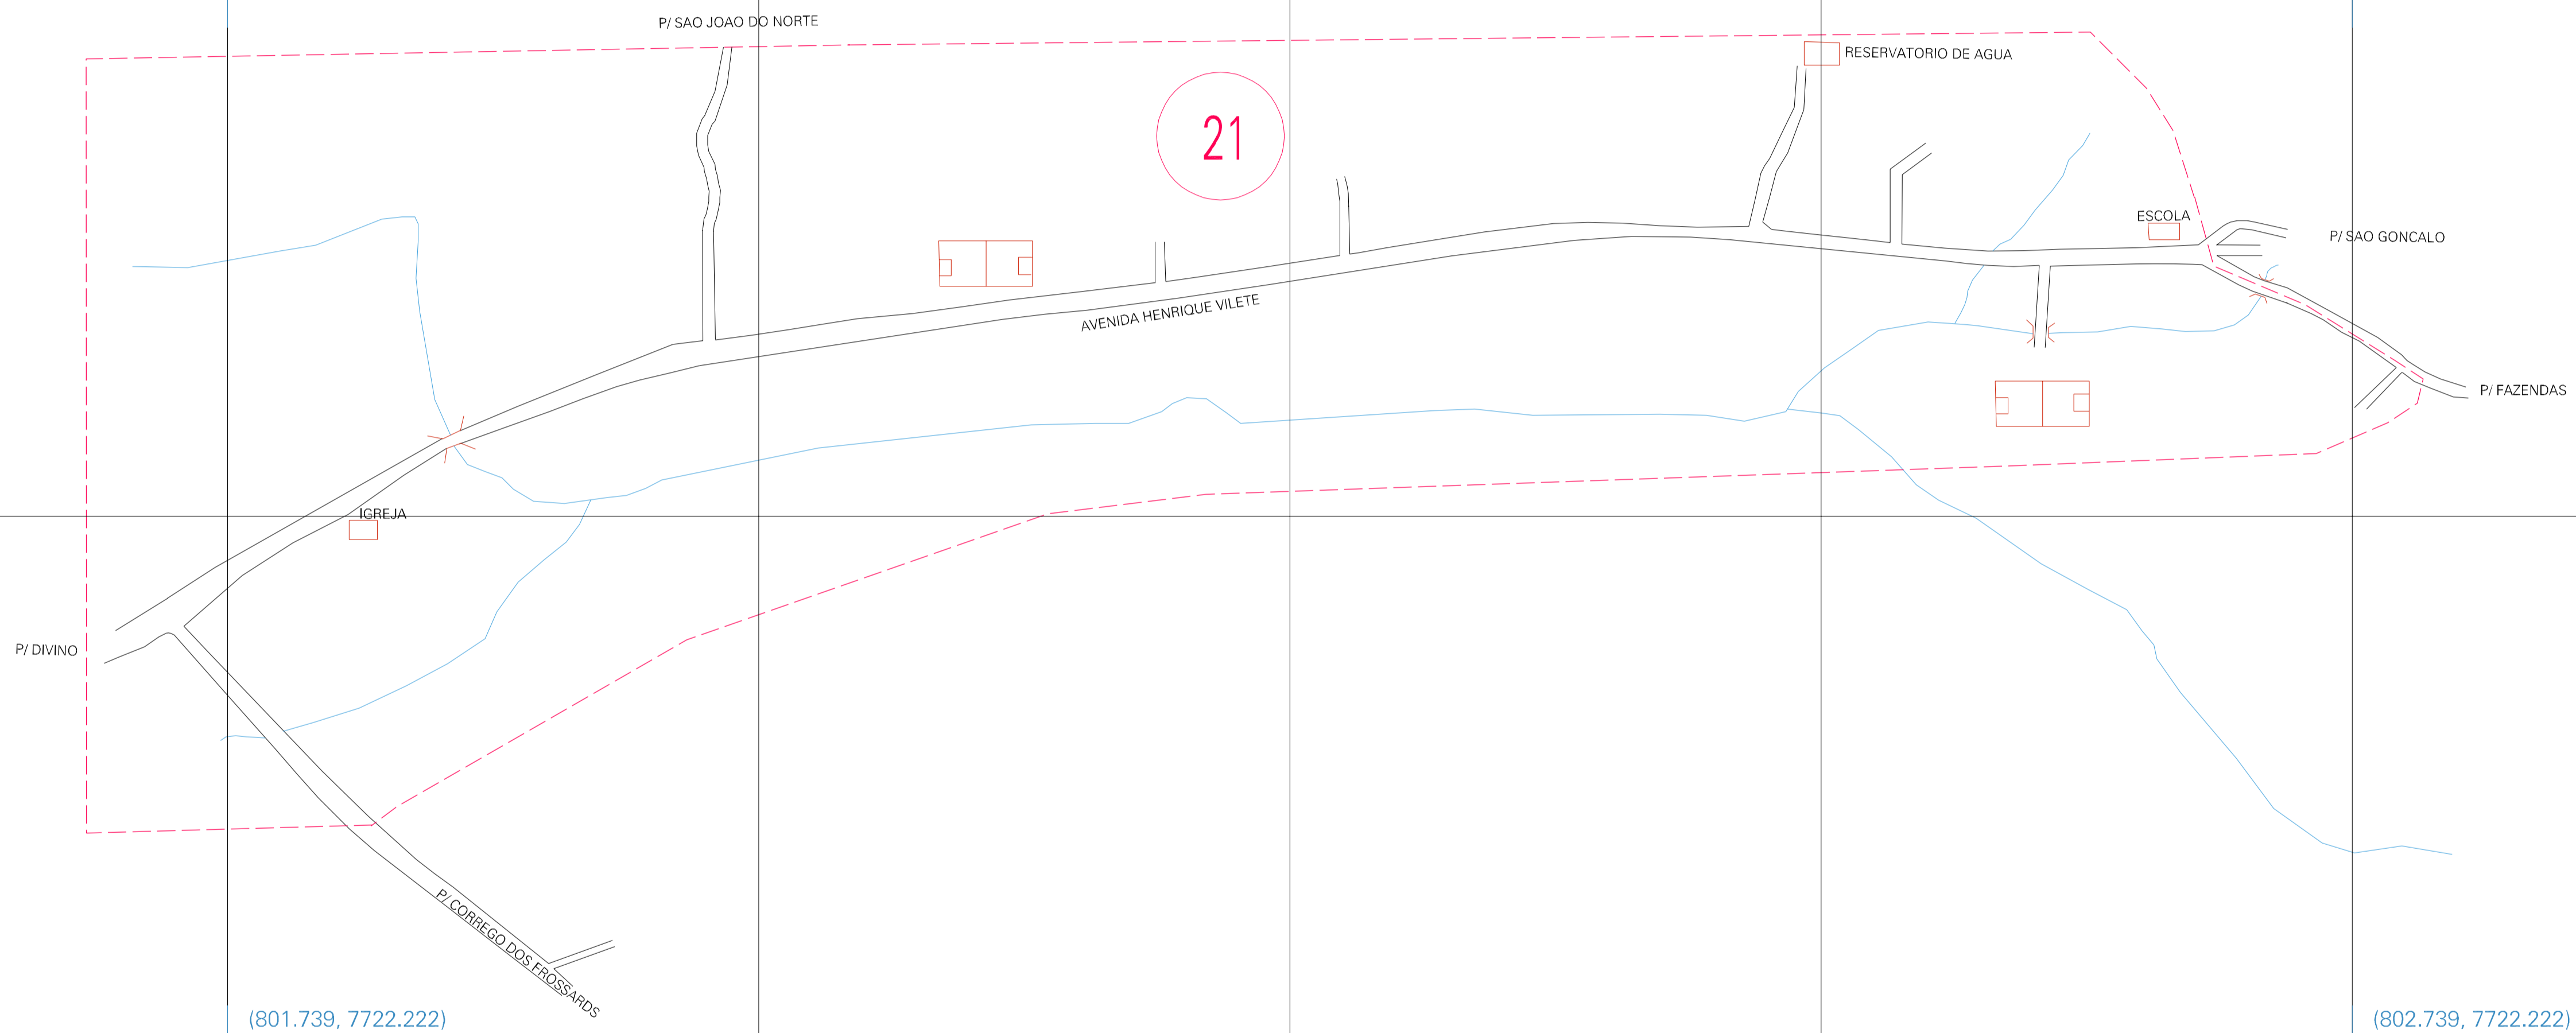 P/ SAO JOAO DO NORTE
RESERVATORIO DE AGUA
21
ESCOLA
P/ SAO GONCALO
AVENIDA HENRIQUE VILETE
P/ FAZENDAS
IGREJA
P/ DIVINO
P/ CORREGO DOS FROSSARDS
(801.739, 7722.222)
(802.739, 7722.222)